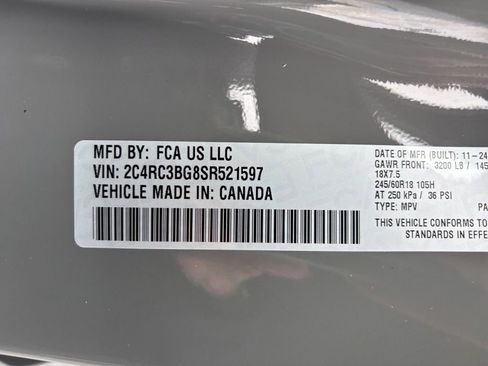 MFD BY: FCA US LLC
VIN: 2C4RC3BG8SR521597
VEHICLE MADE IN: CANADA
DATE OF MFR (BUILT): 11-24
GAWR FRONT: 3200 LB / 145
18X7.5
245/60R18 105H
AT 250 kPa / 36 PSI
TYPE: MPV PA
THIS VEHICLE CONFORMS TO
STANDARDS IN EFFE